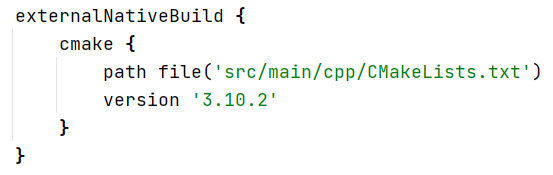 externalNativeBuild {
    cmake {
        path file('src/main/cpp/CMakeLists.txt')
        version '3.10.2'
    }
}